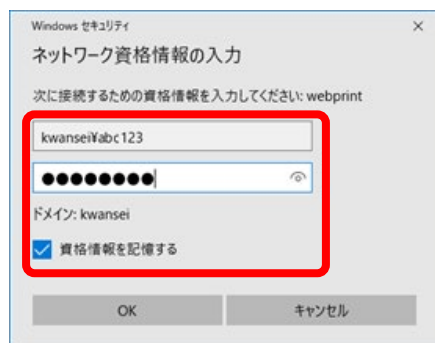 Windows セキュリティ
ネットワーク資格情報の入力
次に接続するための資格情報を入力してください: webprint
kwansei¥abc123
●●●●●●●●
ドメイン: kwansei
資格情報を記憶する
OK
キャンセル